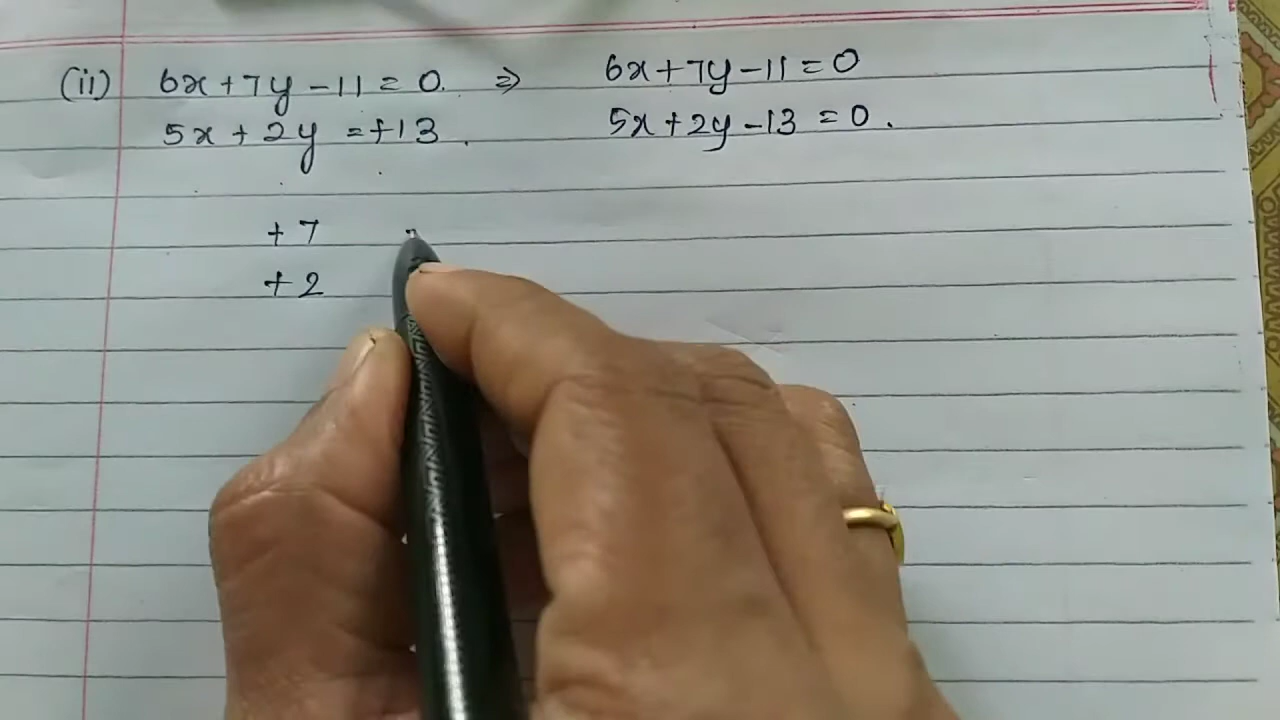 (ii) 6x + 7y - 11 = 0. ⇒ 6x + 7y - 11 = 0
5x + 2y = +13. 5x + 2y - 13 = 0.
+ 7
+ 2